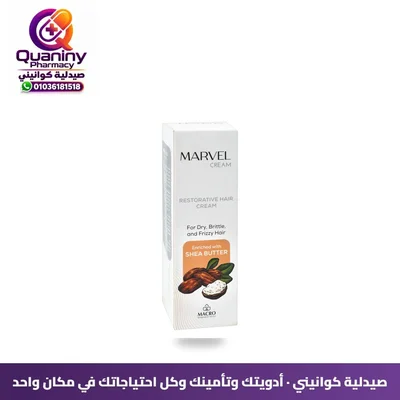 Quaniny
Pharmacy
صيدلية كوانيني
01036181518
MARVEL
CREAM
RESTORATIVE HAIR
CREAM
For Dry, Brittle,
and Frizzy Hair
Enriched with
SHEA BUTTER
MACRO
صيدلية كوانيني · أدويتك وتأمينك وكل احتياجاتك في مكان واحد